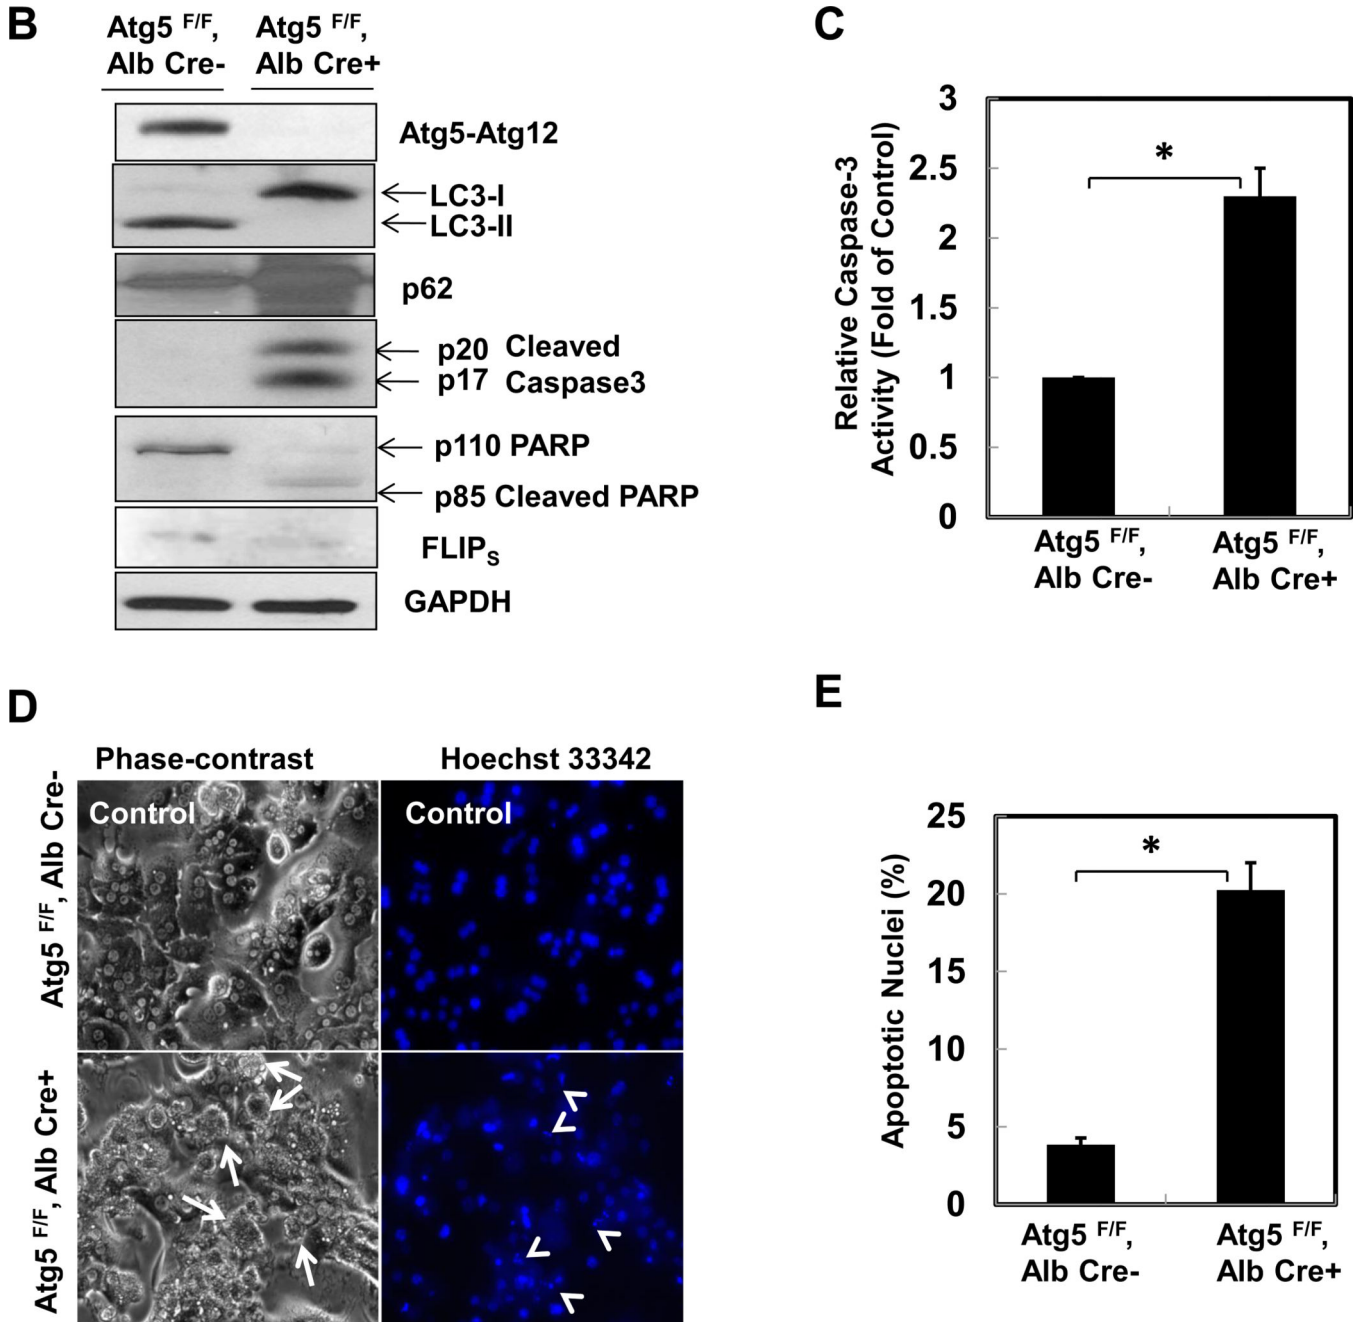 B
Atg5 F/F, Atg5 F/F,
Alb Cre- Alb Cre+
Atg5-Atg12
LC3-I
LC3-II
p62
p20 Cleaved
p17 Caspase3
p110 PARP
p85 Cleaved PARP
FLIPS
GAPDH
C
Relative Caspase-3
Activity (Fold of Control)
3
2.5
2
1.5
1
0.5
0
*
Atg5 F/F, Atg5 F/F,
Alb Cre- Alb Cre+
D
Phase-contrast Hoechst 33342
Atg5 F/F, Alb Cre-
Control Control
Atg5 F/F, Alb Cre+
E
Apoptotic Nuclei (%)
25
20
15
10
5
0
*
Atg5 F/F, Atg5 F/F,
Alb Cre- Alb Cre+